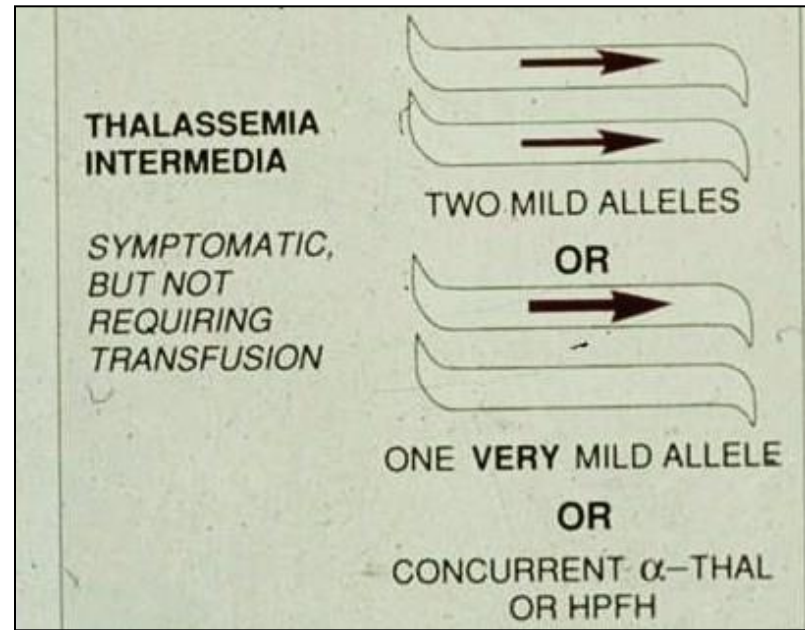 THALASSEMIA
INTERMEDIA
SYMPTOMATIC,
BUT NOT
REQUIRING
TRANSFUSION
TWO MILD ALLELES
OR
ONE VERY MILD ALLELE
OR
CONCURRENT α–THAL
OR HPFH